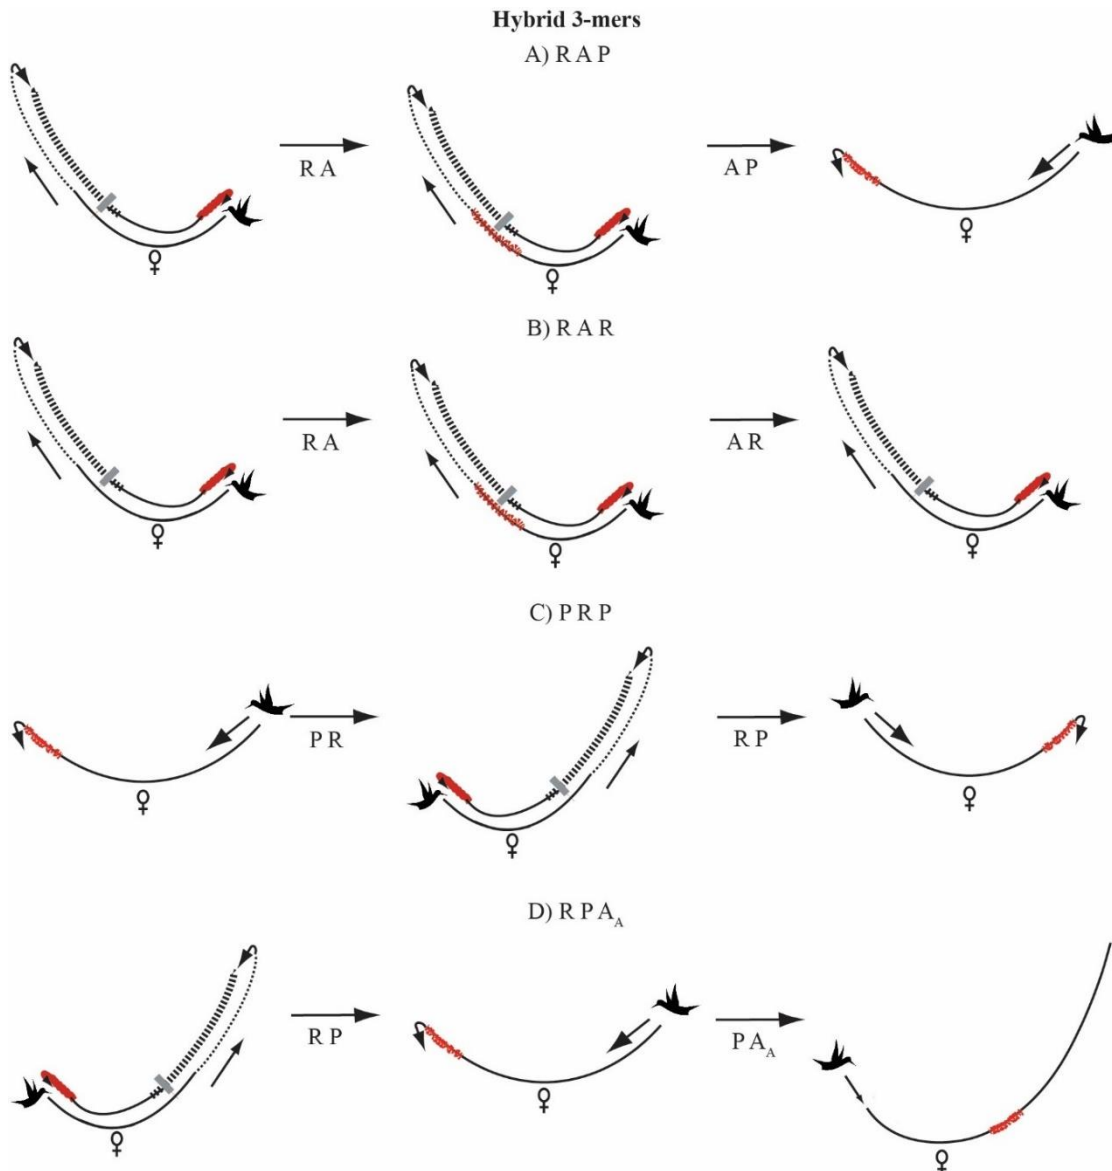 Hybrid 3-mers
A) R A P
R A
A P
♀
♀
♀
B) R A R
R A
A R
♀
♀
♀
C) P R P
P R
R P
♀
♀
♀
D) R P A_A
R P
P A_A
♀
♀
♀